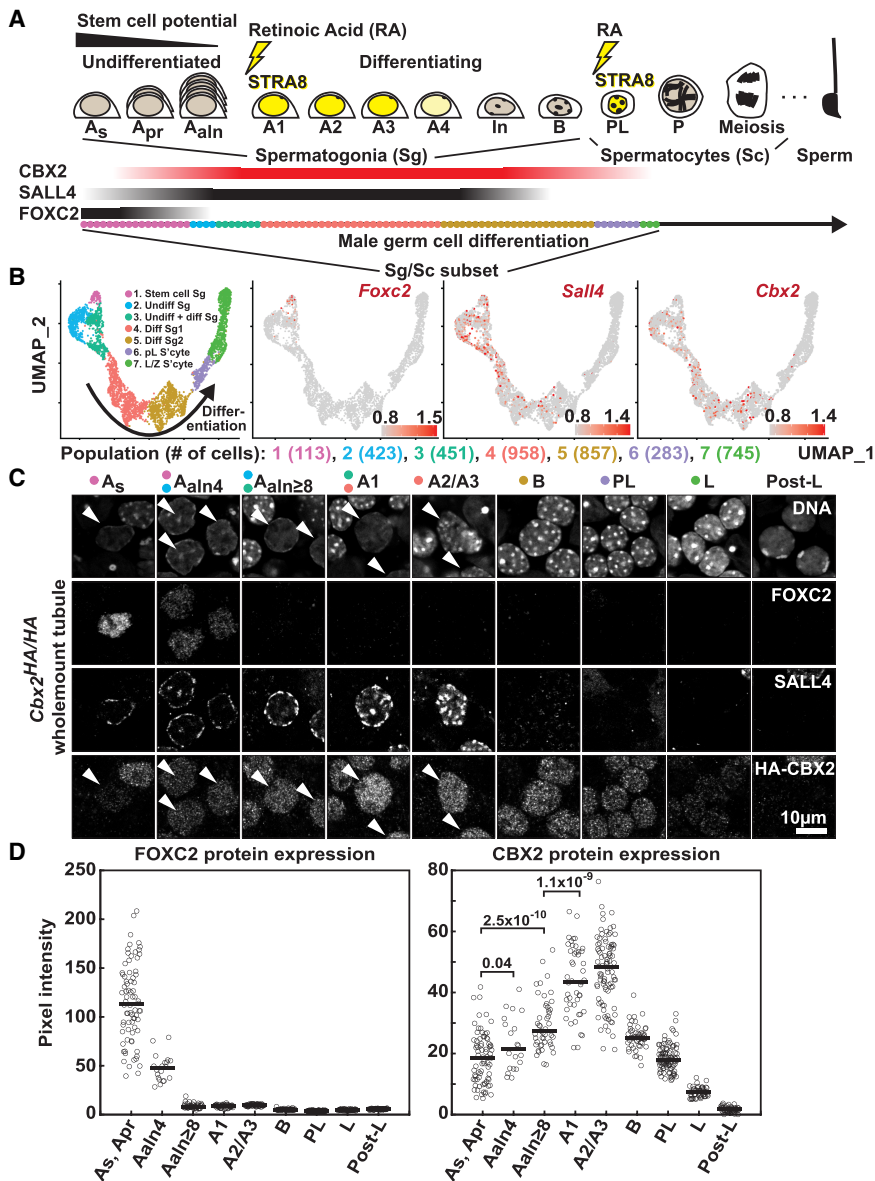 A
Stem cell potential
Retinoic Acid (RA)
RA
Undifferentiated
STRA8
Differentiating
STRA8
As Apr Aaln A1 A2 A3 A4 In B PL P Meiosis ...
Spermatogonia (Sg) Spermatocytes (Sc) Sperm
CBX2
SALL4
FOXC2
Male germ cell differentiation
Sg/Sc subset
B
UMAP_2
1. Stem cell Sg
2. Undiff Sg
3. Undiff + diff Sg
4. Diff Sg1
5. Diff Sg2
6. pL S'cyte
7. L/Z S'cyte
Differ-
entiation
Foxc2
0.8 1.5
Sall4
0.8 1.4
Cbx2
0.8 1.4
Population (# of cells): 1 (113), 2 (423), 3 (451), 4 (958), 5 (857), 6 (283), 7 (745) UMAP_1
C
As Aaln4 Aaln≥8 A1 A2/A3 B PL L Post-L
Cbx2HA/HA
wholemount tubule
DNA
FOXC2
SALL4
HA-CBX2
10µm
D
FOXC2 protein expression
Pixel intensity
250
200
150
100
50
0
As, Apr Aaln4 Aaln≥8 A1 A2/A3 B PL L Post-L
CBX2 protein expression
80
60
40
20
0
1.1x10-9
2.5x10-10
0.04
As, Apr Aaln4 Aaln≥8 A1 A2/A3 B PL L Post-L